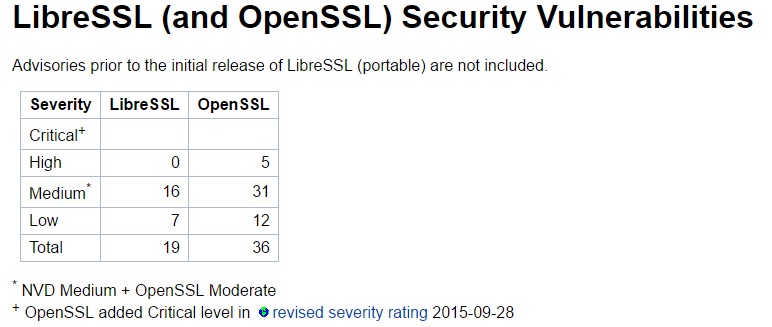 LibreSSL (and OpenSSL) Security Vulnerabilities
Advisories prior to the initial release of LibreSSL (portable) are not included.
Severity LibreSSL OpenSSL
Critical+
High 0 5
Medium* 16 31
Low 7 12
Total 19 36
* NVD Medium + OpenSSL Moderate
+ OpenSSL added Critical level in revised severity rating 2015-09-28